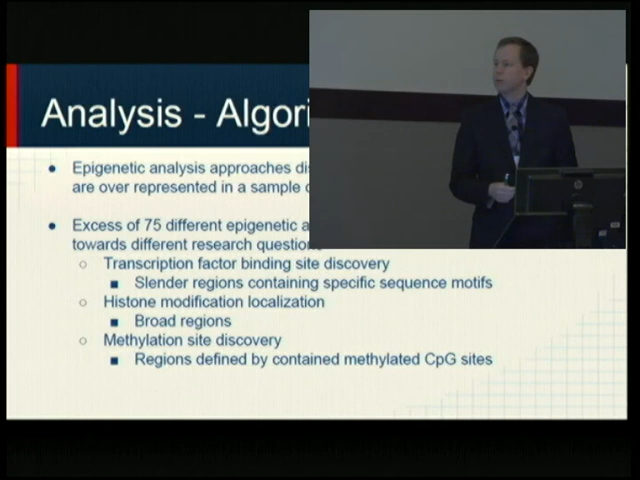 Analysis - Algori
● Epigenetic analysis approaches di
are over represented in a sample
● Excess of 75 different epigenetic a
towards different research question
○ Transcription factor binding site discovery
■ Slender regions containing specific sequence motifs
○ Histone modification localization
■ Broad regions
○ Methylation site discovery
■ Regions defined by contained methylated CpG sites
hp